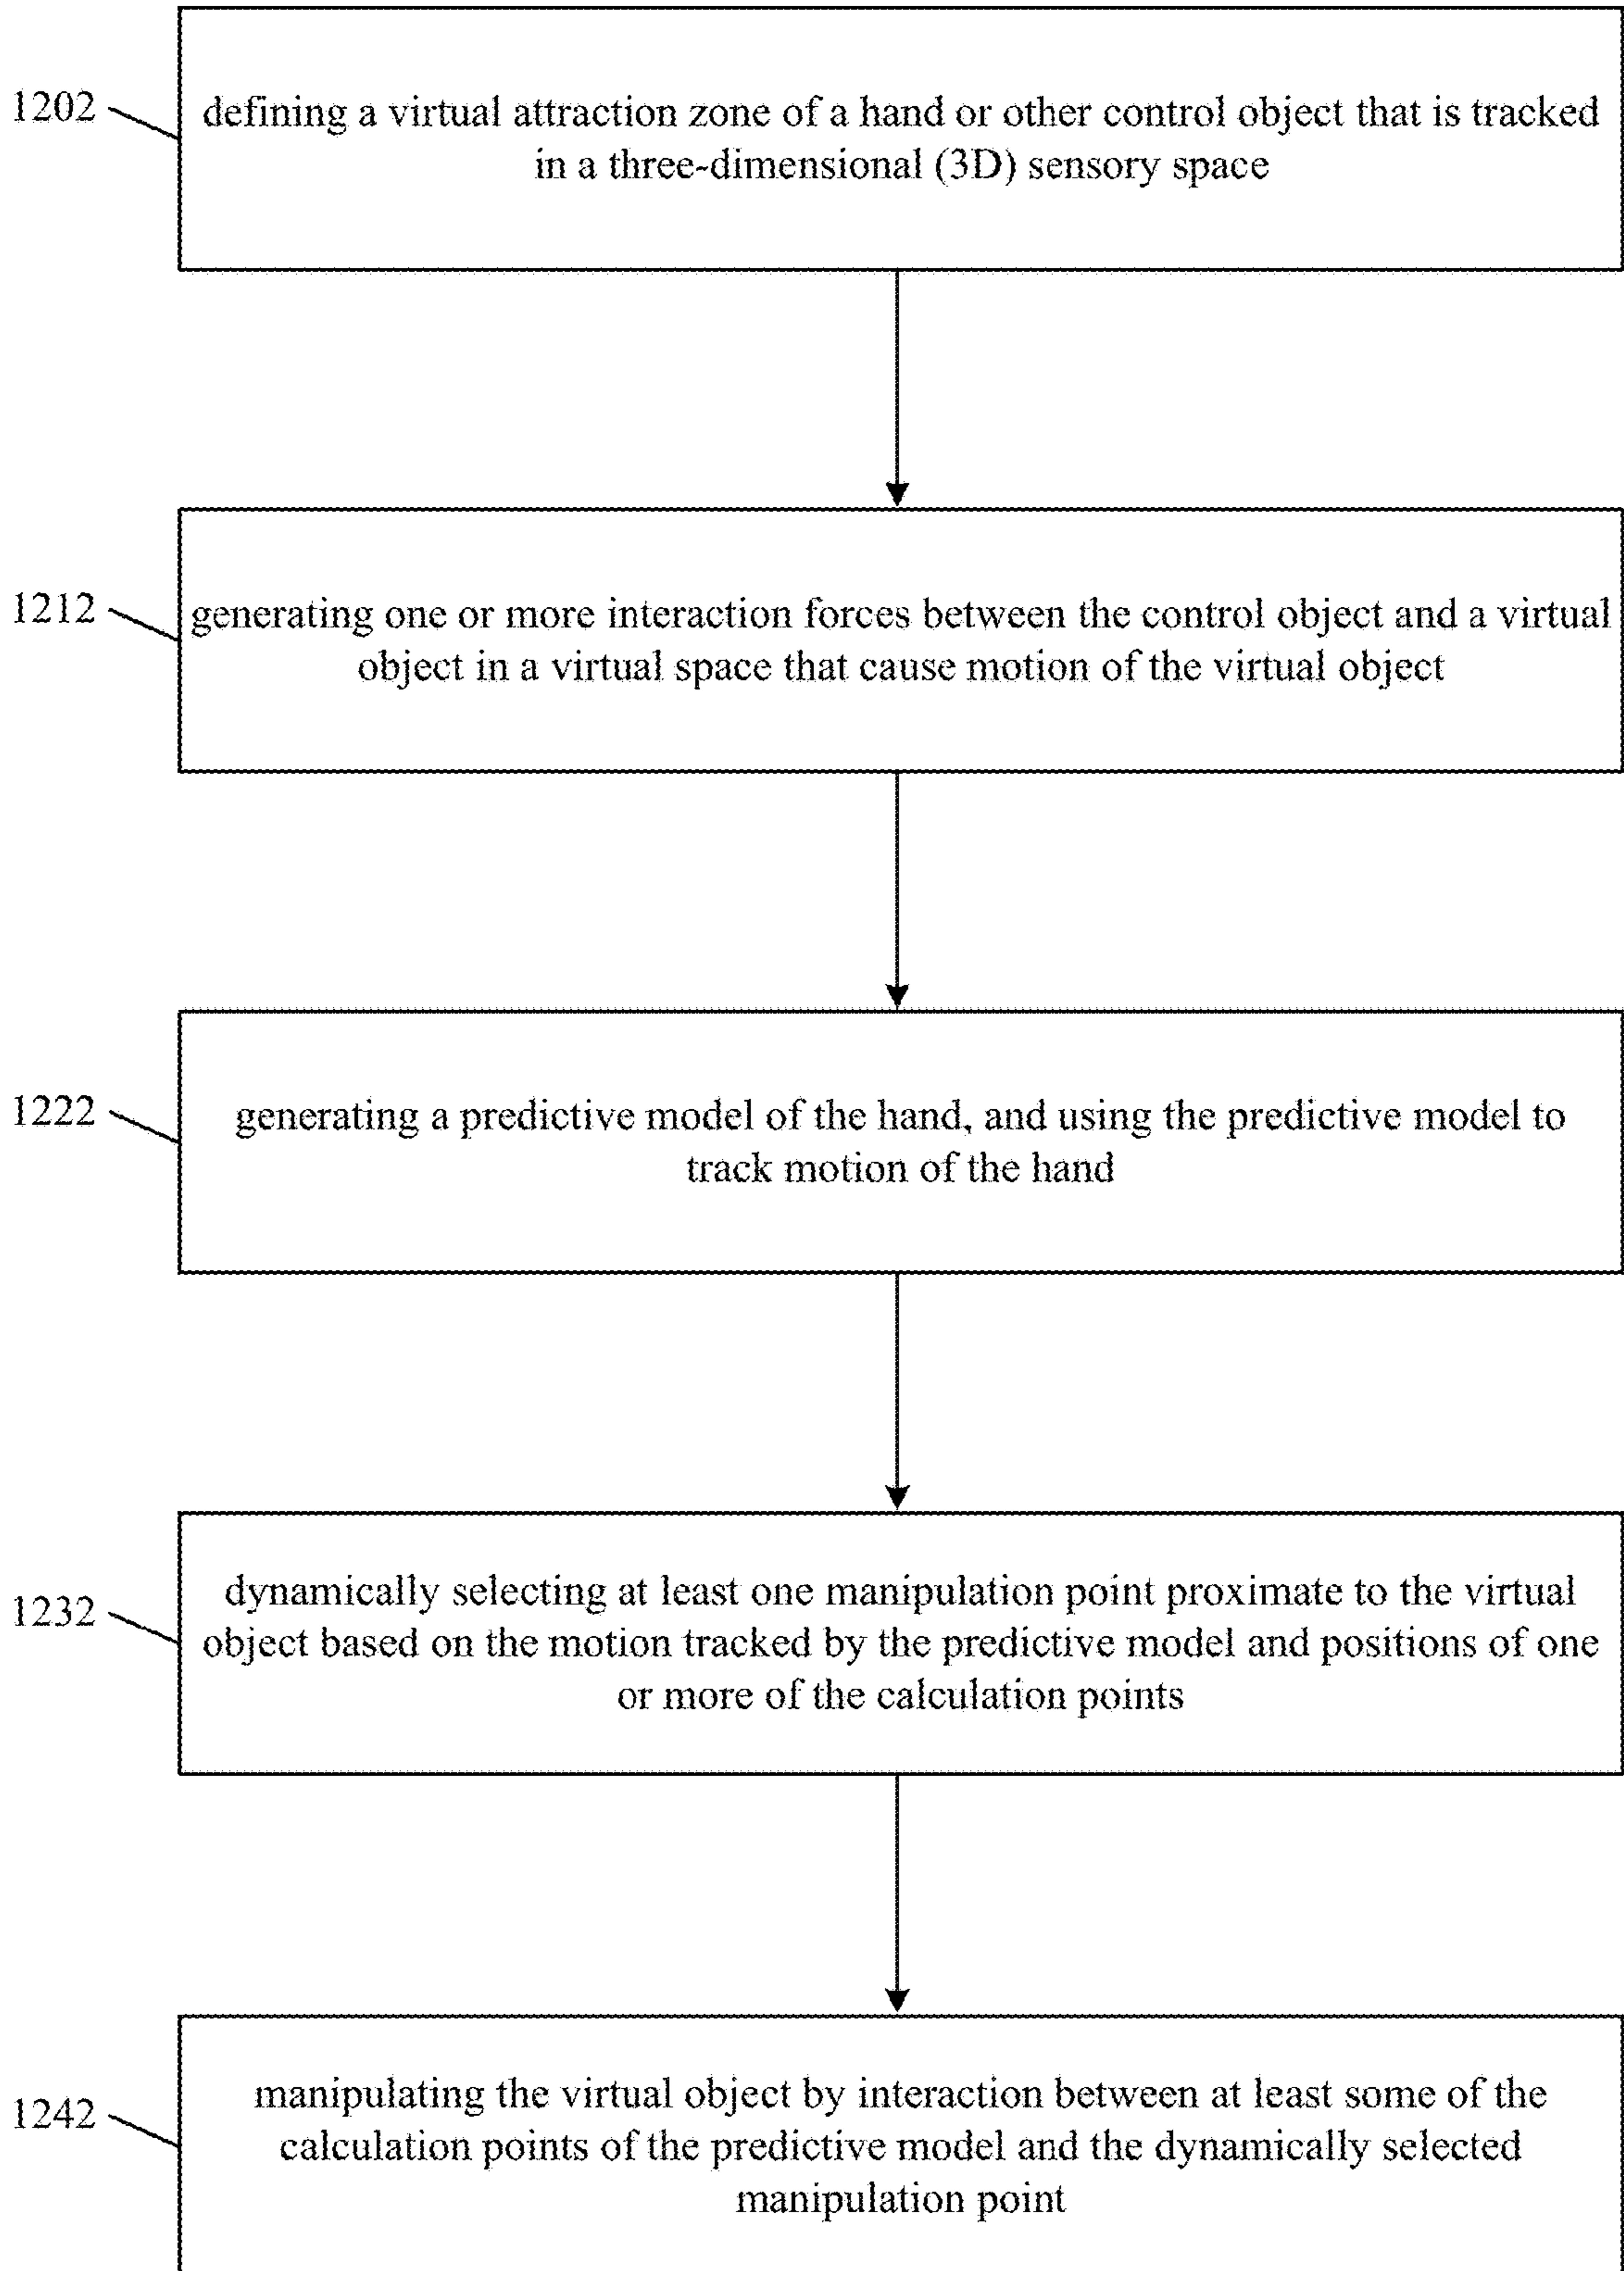 1202
defining a virtual attraction zone of a hand or other control object that is tracked
in a three-dimensional (3D) sensory space
1212
generating one or more interaction forces between the control object and a virtual
object in a virtual space that cause motion of the virtual object
1222
generating a predictive model of the hand, and using the predictive model to
track motion of the hand
1232
dynamically selecting at least one manipulation point proximate to the virtual
object based on the motion tracked by the predictive model and positions of one
or more of the calculation points
1242
manipulating the virtual object by interaction between at least some of the
calculation points of the predictive model and the dynamically selected
manipulation point